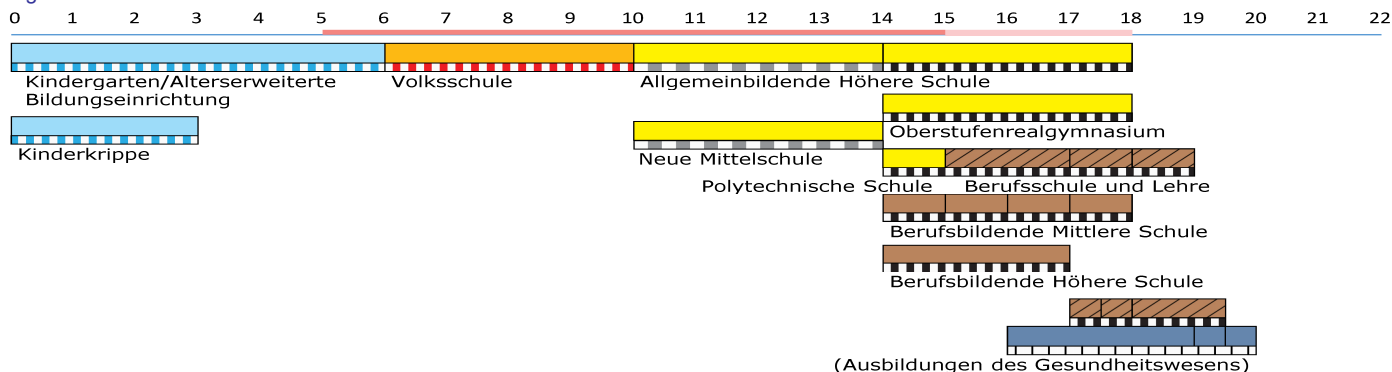 0 1 2 3 4 5 6 7 8 9 10 11 12 13 14 15 16 17 18 19 20 21 22
Kindergarten/Alterserweiterte
Bildungseinrichtung
Volksschule
Allgemeinbildende Höhere Schule
Oberstufenrealgymnasium
Kinderkrippe
Neue Mittelschule
Polytechnische Schule
Berufsschule und Lehre
Berufsbildende Mittlere Schule
Berufsbildende Höhere Schule
(Ausbildungen des Gesundheitswesens)